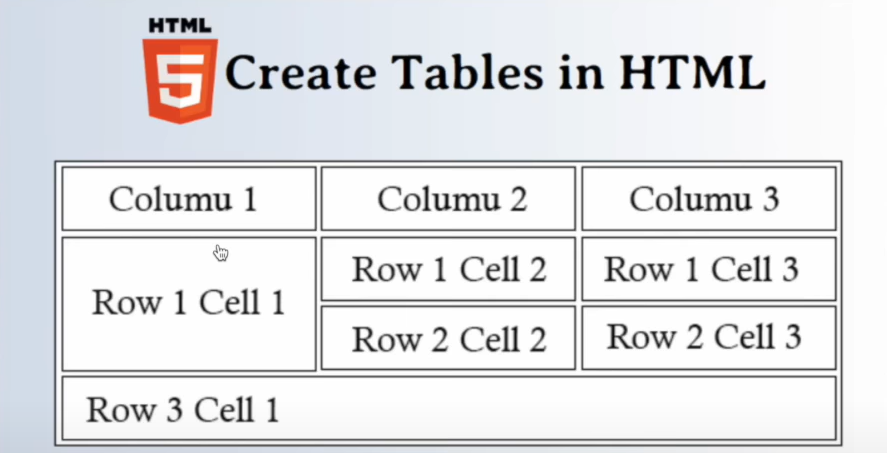 HTML
5 Create Tables in HTML
Columu 1 Columu 2 Columu 3
Row 1 Cell 1 Row 1 Cell 2 Row 1 Cell 3
Row 2 Cell 2 Row 2 Cell 3
Row 3 Cell 1